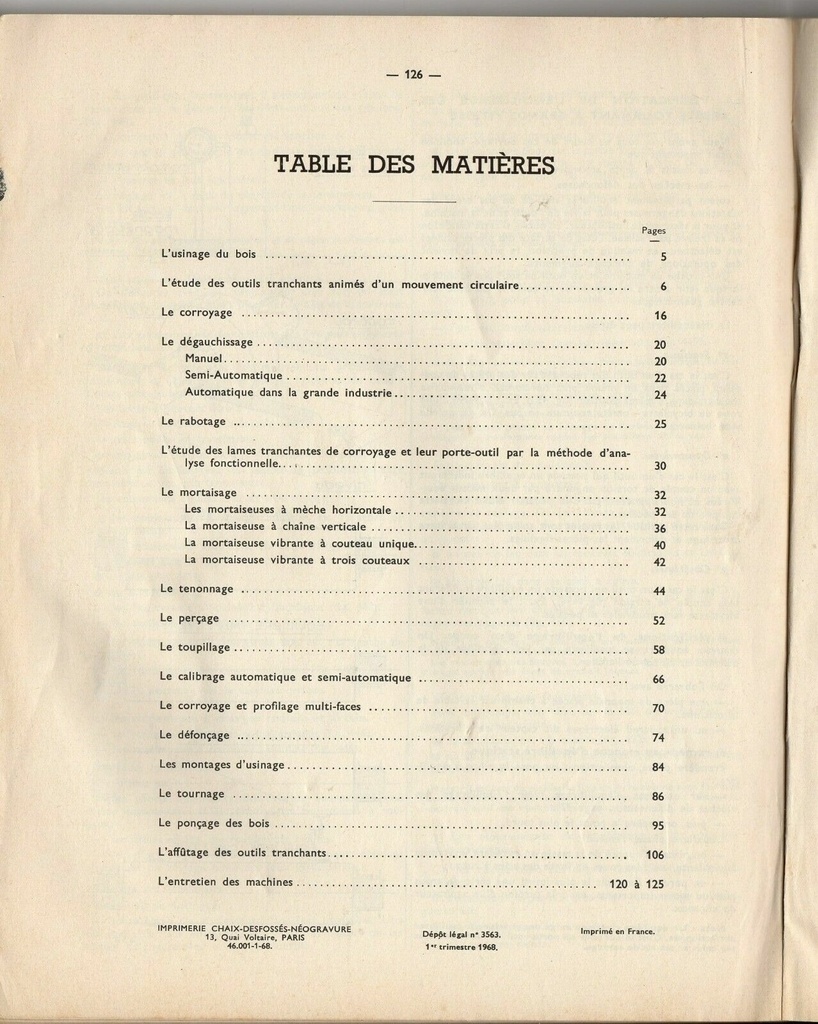 — 126 —
TABLE DES MATIÈRES
Pages
L'usinage du bois ........ 5
L'étude des outils tranchants animés d'un mouvement circulaire........ 6
Le corroyage ........ 16
Le dégauchissage ........ 20
Manuel........ 20
Semi-Automatique ........ 22
Automatique dans la grande industrie........ 24
Le rabotage ........ 25
L'étude des lames tranchantes de corroyage et leur porte-outil par la méthode d'ana-
lyse fonctionnelle........ 30
Le mortaisage ........ 32
Les mortaiseuses à mèche horizontale ........ 32
La mortaiseuse à chaîne verticale ........ 36
La mortaiseuse vibrante à couteau unique........ 40
La mortaiseuse vibrante à trois couteaux ........ 42
Le tenonnage ........ 44
Le perçage ........ 52
Le toupillage ........ 58
Le calibrage automatique et semi-automatique ........ 66
Le corroyage et profilage multi-faces ........ 70
Le défonçage ........ 74
Les montages d'usinage ........ 84
Le tournage ........ 86
Le ponçage des bois ........ 95
L'affûtage des outils tranchants........ 106
L'entretien des machines ........ 120 à 125
IMPRIMERIE CHAIX-DESFOSSÉS-NÉOGRAVURE
13, Quai Voltaire, PARIS
46.001-1-68.
Dépôt légal n° 3563.
1er trimestre 1968.
Imprimé en France.